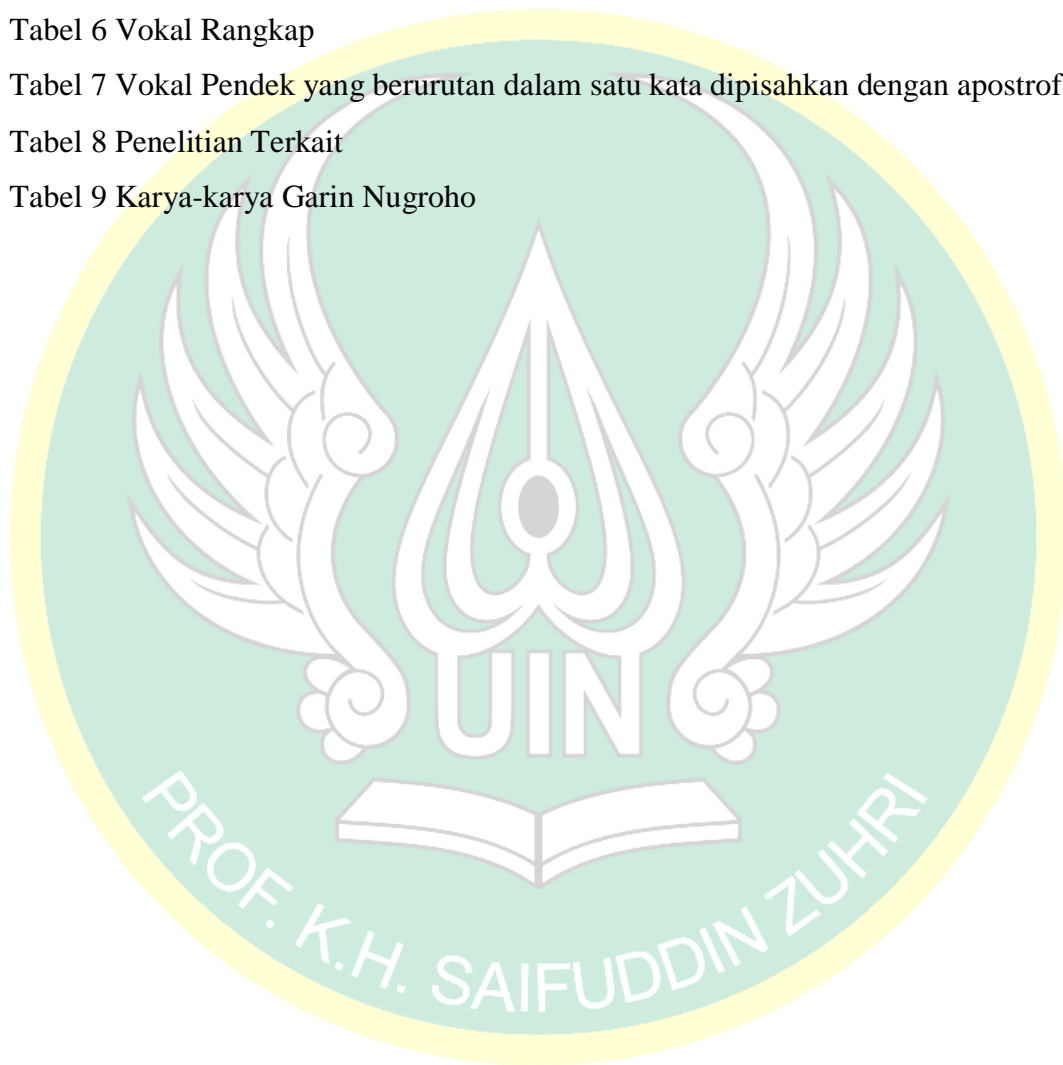 Tabel 6 Vokal Rangkap
Tabel 7 Vokal Pendek yang berurutan dalam satu kata dipisahkan dengan apostrof
Tabel 8 Penelitian Terkait
Tabel 9 Karya-karya Garin Nugroho
UIN
PROF. K.H. SAIFUDDIN ZUHRI